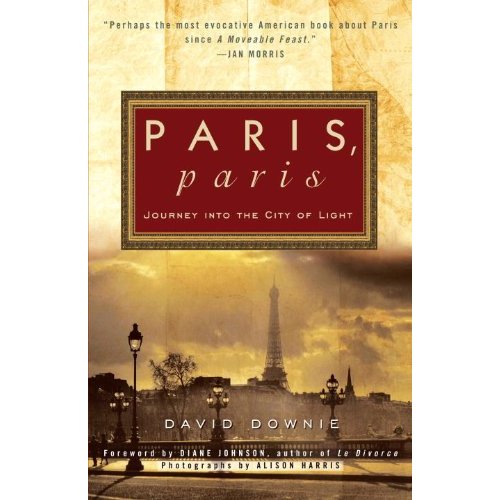 "Perhaps the most evocative American book about Paris
since A Moveable Feast."
—JAN MORRIS
PARIS,
paris
JOURNEY INTO THE CITY OF LIGHT
DAVID DOWNIE
Foreword by DIANE JOHNSON, author of Le Divorce
Photographs by ALISON HARRIS